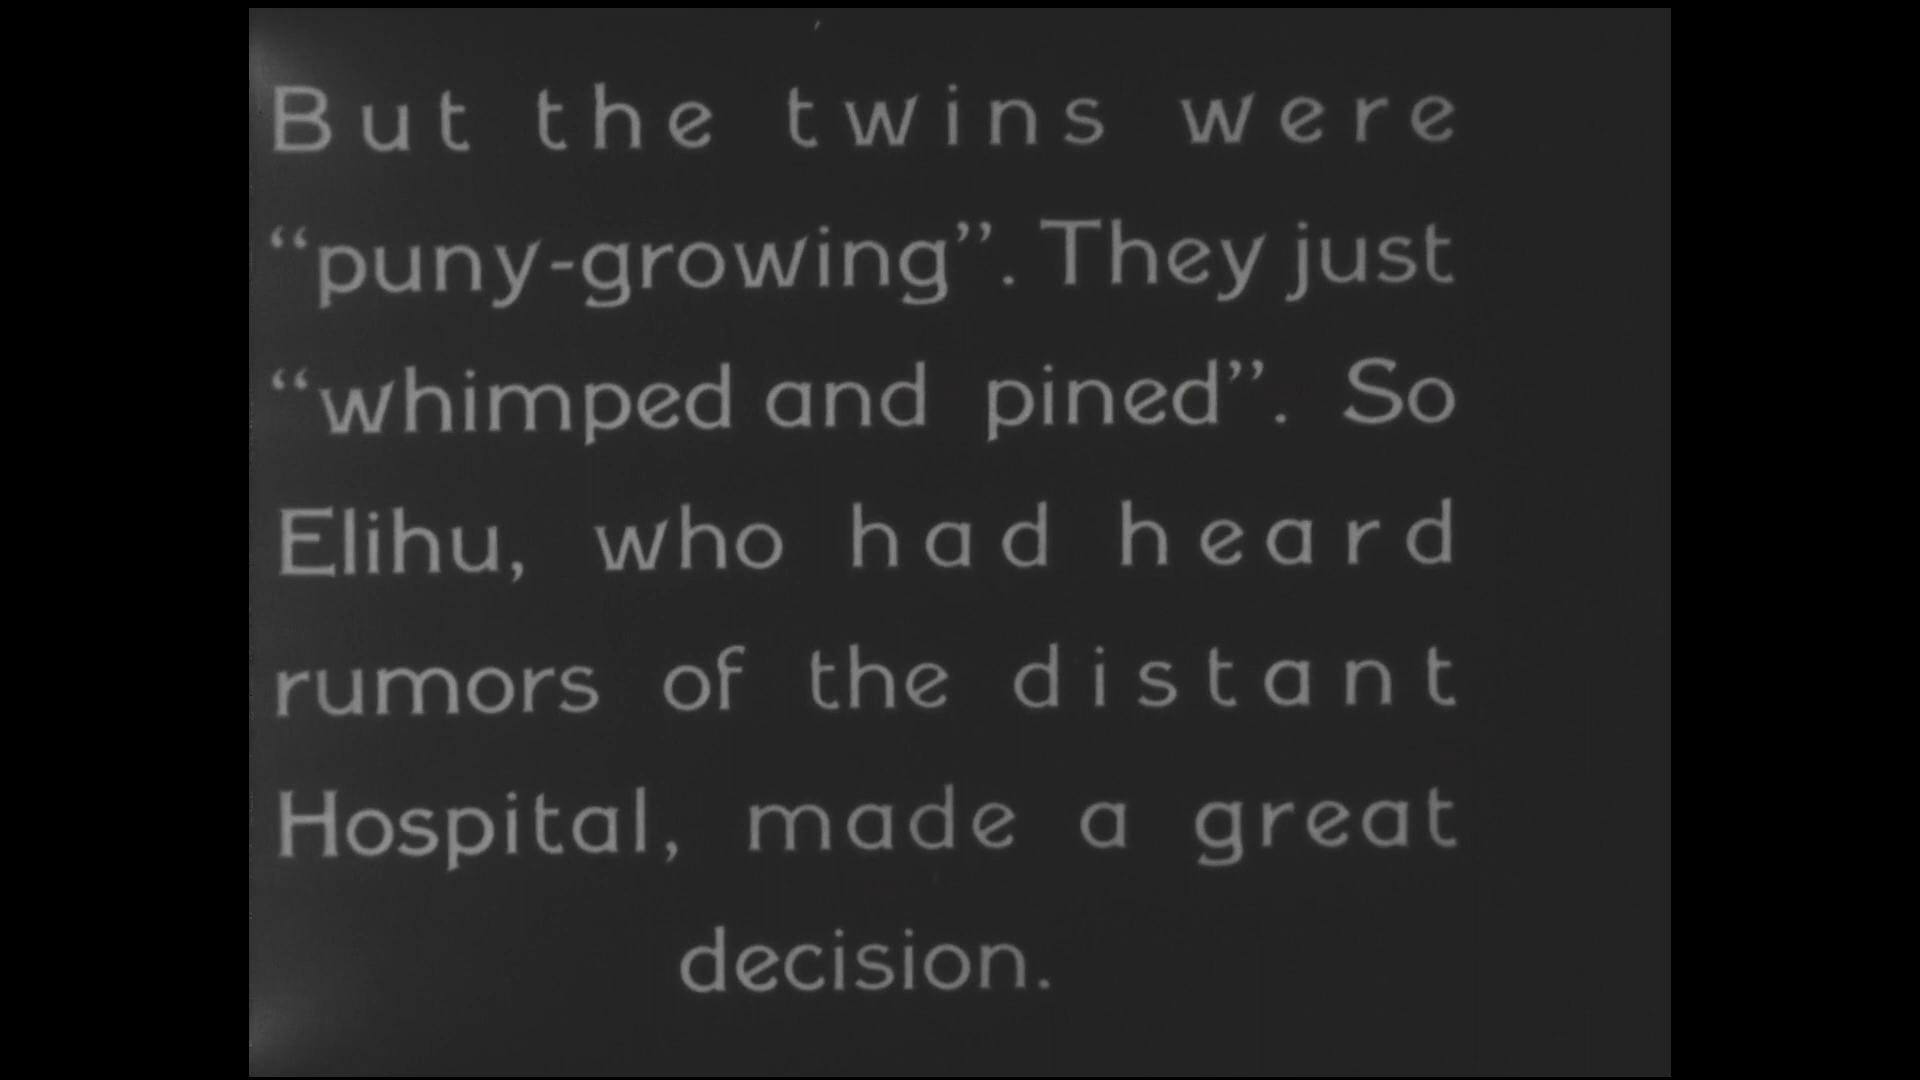 But the twins were
“puny-growing”. They just
“whimped and pined”. So
Elihu, who had heard
rumors of the distant
Hospital, made a great
decision.